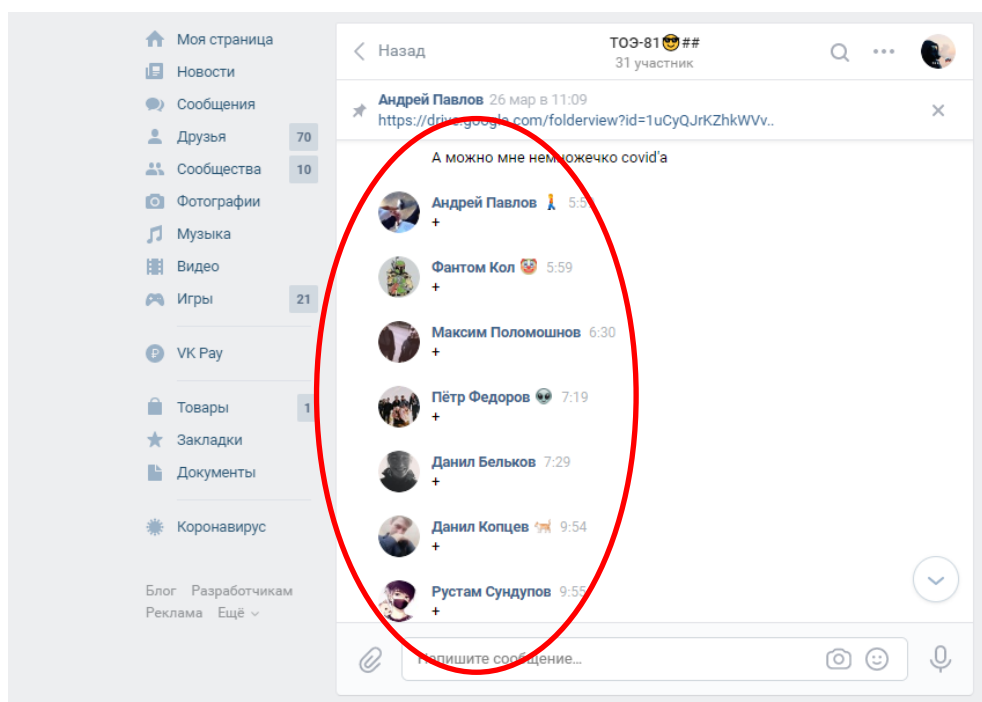 Моя страница
Новости
Сообщения
Друзья 70
Сообщества 10
Фотографии
Музыка
Видео
Игры 21
VK Pay
Товары 1
Закладки
Документы
Коронавирус
Блог Разработчикам
Реклама Ещё
Назад
ТОЭ-81😎##
31 участник
Андрей Павлов 26 мар в 11:09
https://drive.google.com/folderview?id=1uCyQJrKZhkWVv..
А можно мне немножечко covid'a
Андрей Павлов
+
Фантом Кол 🤡 5:59
+
Максим Поломошнов 6:30
+
Пётр Федоров 👽 7:19
+
Данил Бельков 7:29
+
Данил Копцев 🐈 9:54
+
Рустам Сундупов 9:55
+
Напишите сообщение...